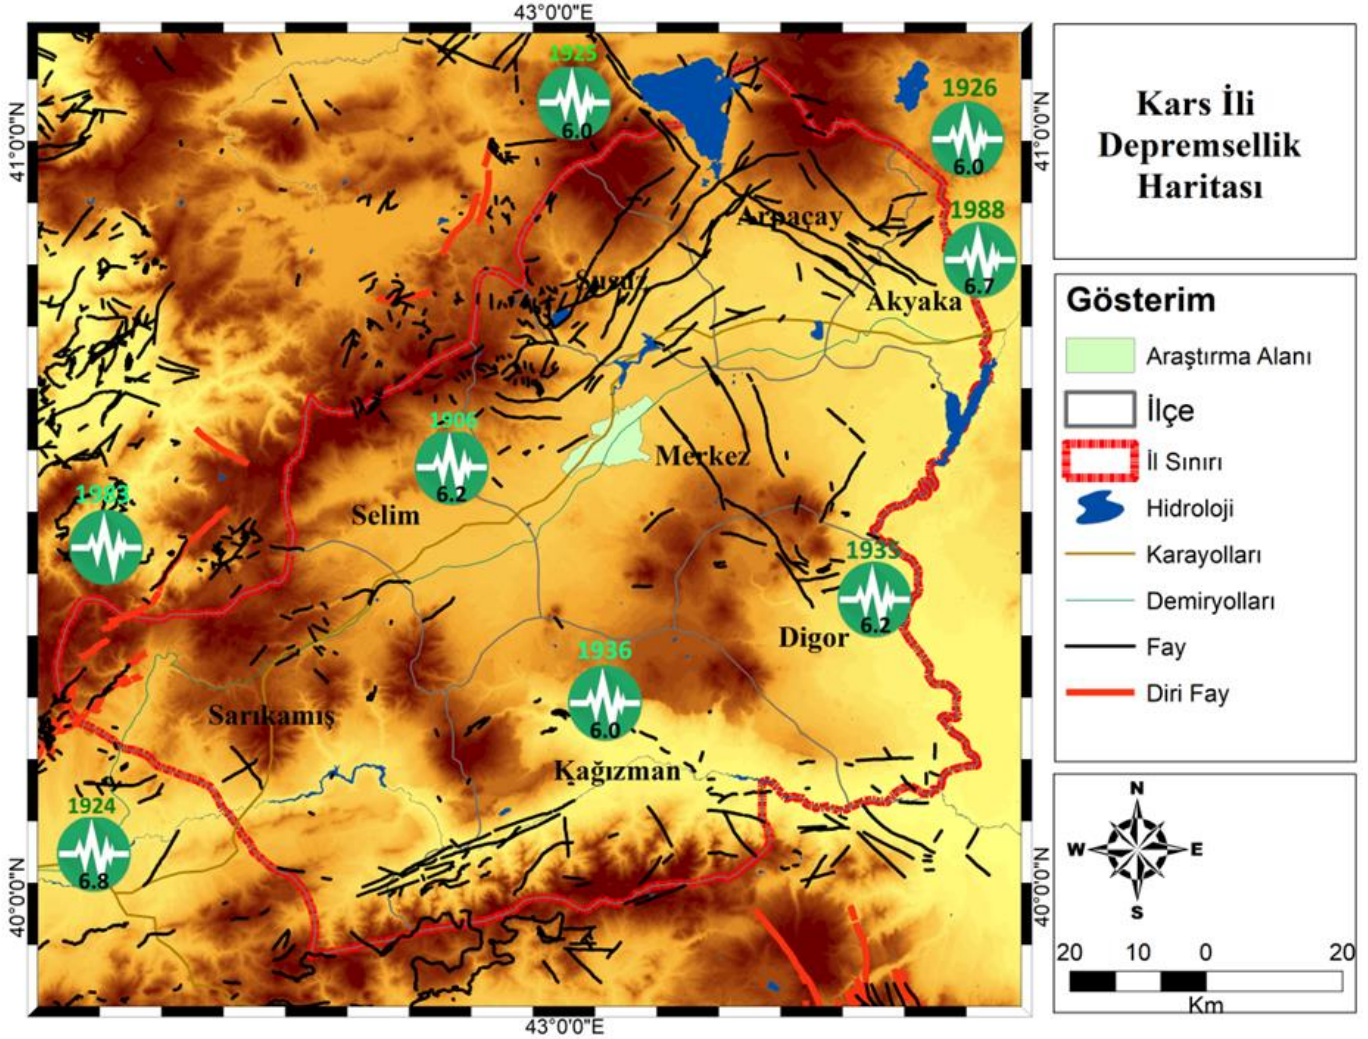 43°0'0"E
Kars İli
Depremsellik
Haritası
41°0'0"N
41°0'0"N
1925
6.0
1926
6.0
1988
6.7
Arpaçay
Susuz
Akyaka
1906
6.2
Merkez
Selim
1983
1935
6.2
Digor
1936
6.0
Sarıkamış
Kağızman
1924
6.8
40°0'0"N
40°0'0"N
43°0'0"E
Gösterim
Araştırma Alanı
İlçe
İl Sınırı
Hidroloji
Karayolları
Demiryolları
Fay
Diri Fay
N
W
E
S
20 10 0 20
Km